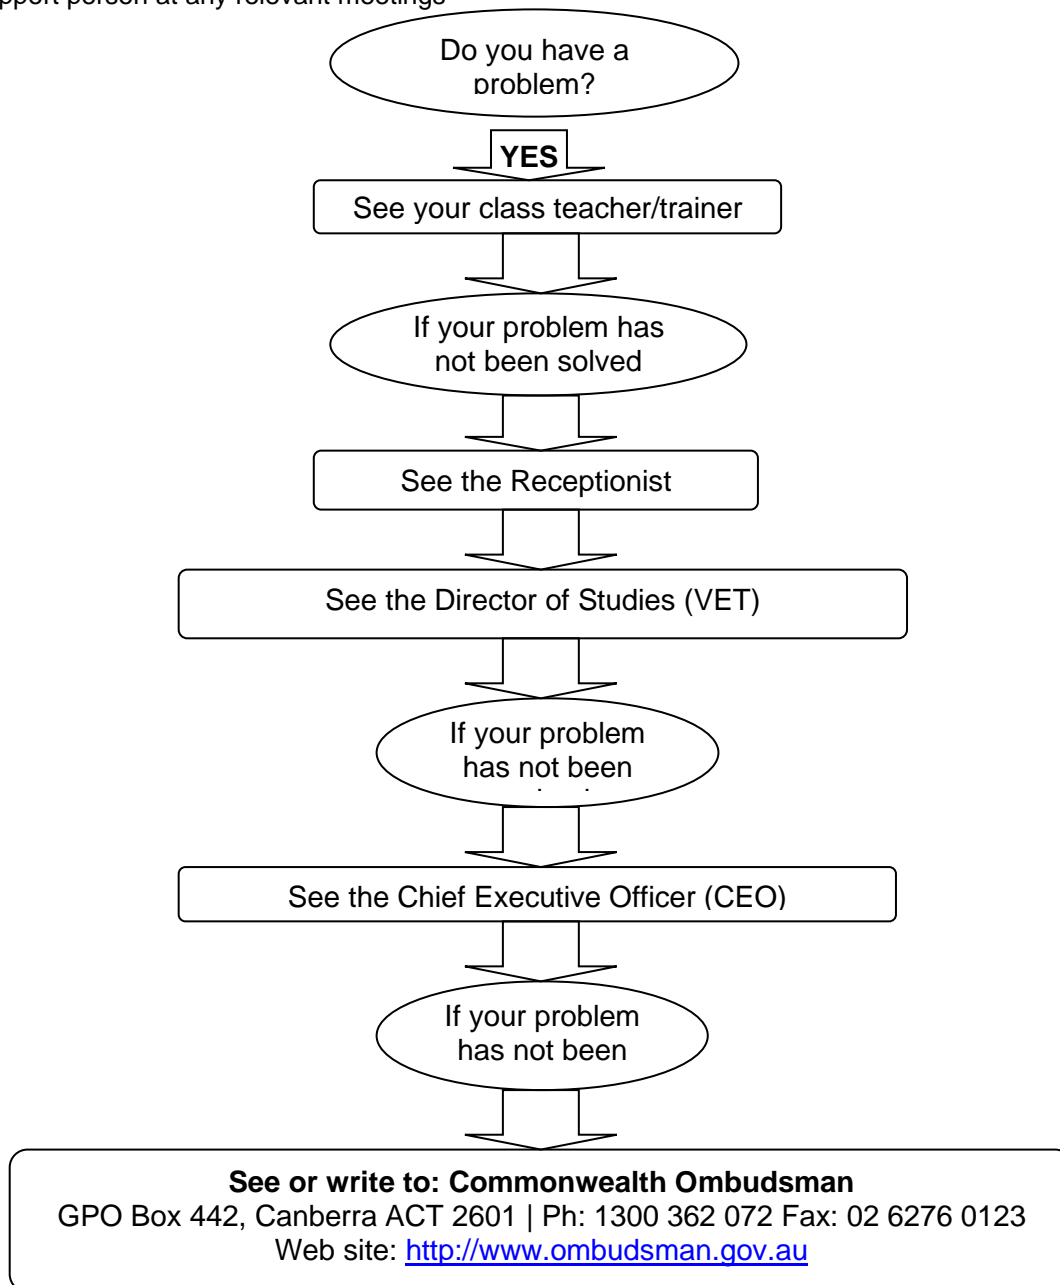 support person at any relevant meetings
Do you have a
problem?
YES
See your class teacher/trainer
If your problem has
not been solved
See the Receptionist
See the Director of Studies (VET)
If your problem
has not been
See the Chief Executive Officer (CEO)
If your problem
has not been
See or write to: Commonwealth Ombudsman
GPO Box 442, Canberra ACT 2601 | Ph: 1300 362 072 Fax: 02 6276 0123
Web site: http://www.ombudsman.gov.au